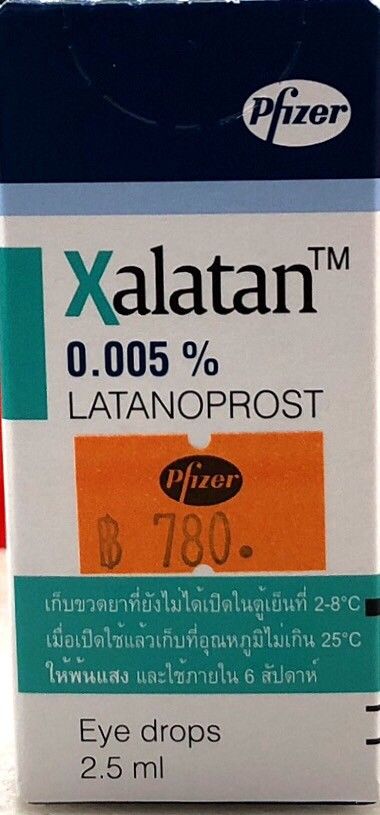 Pfizer
Xalatan™
0.005 %
LATANOPROST
Pfizer
฿ 780.
เก็บขวดยาที่ยังไม่ได้เปิดในตู้เย็นที่ 2-8°C
เมื่อเปิดใช้แล้วเก็บที่อุณหภูมิไม่เกิน 25°C
ให้พ้นแสง และใช้ภายใน 6 สัปดาห์
Eye drops
2.5 ml